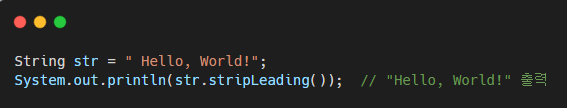 String str = " Hello, World!";
System.out.println(str.stripLeading());  // "Hello, World!" 출력